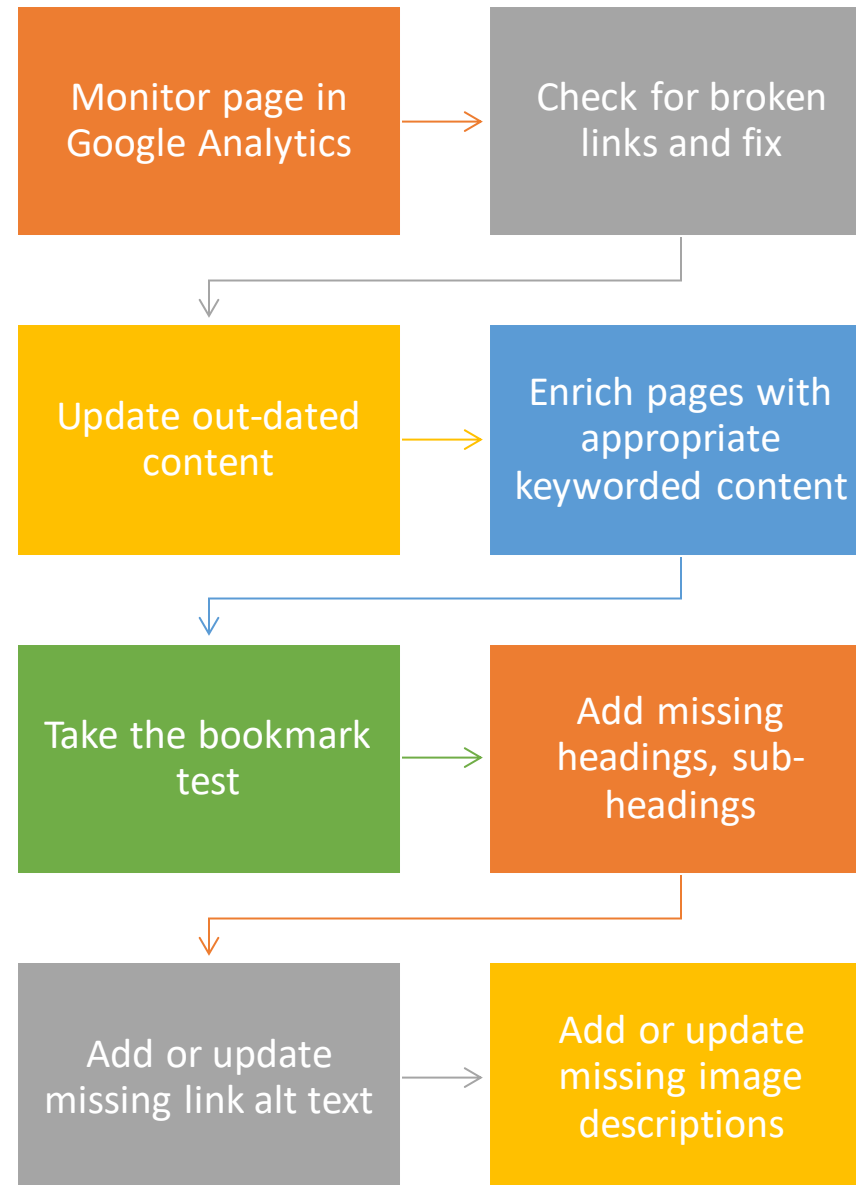 Monitor page in
Google Analytics
Check for broken
links and fix
Update out-dated
content
Enrich pages with
appropriate
keyworded content
Take the bookmark
test
Add missing
headings, sub-
headings
Add or update
missing link alt text
Add or update
missing image
descriptions